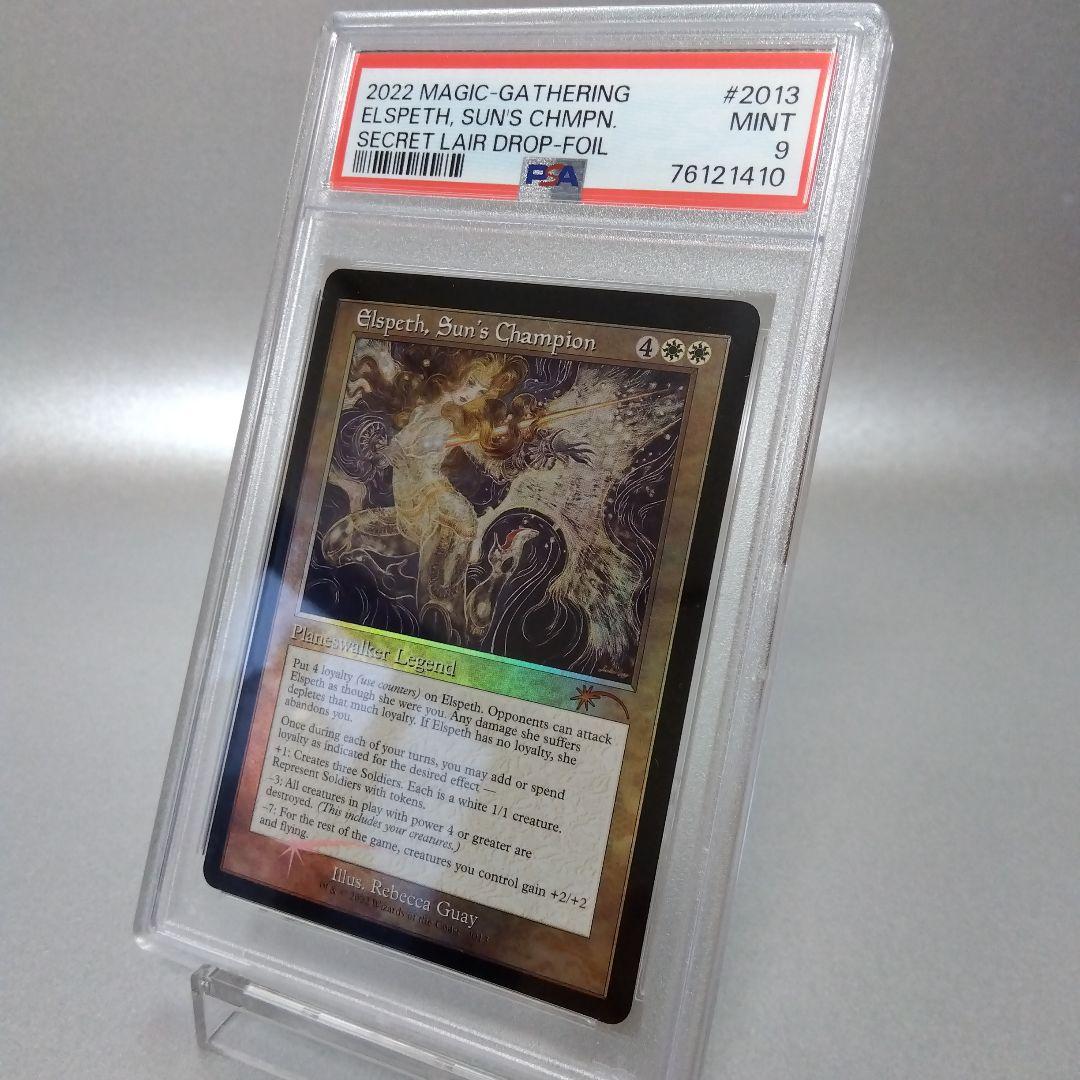 2022 MAGIC-GATHERING #2013
ELSPETH, SUN'S CHMPN. MINT
SECRET LAIR DROP-FOIL 9
PSA 76121410
Elspeth, Sun's Champion 4
Planeswalker Legend
Put 4 loyalty (use counters) on Elspeth. Opponents can attack
Elspeth as though she were you. Any damage she suffers
depletes that much loyalty. If Elspeth has no loyalty, she
abandons you.
Once during each of your turns, you may add or spend
loyalty as indicated for the desired effect —
+1: Creates three Soldiers. Each is a white 1/1 creature.
Represent Soldiers with tokens.
–3: All creatures in play with power 4 or greater are
destroyed. (This includes your creatures.)
–7: For the rest of the game, creatures you control gain +2/+2
and flying.
Illus. Rebecca Guay
© 2022 Wizards of the Coast 2013